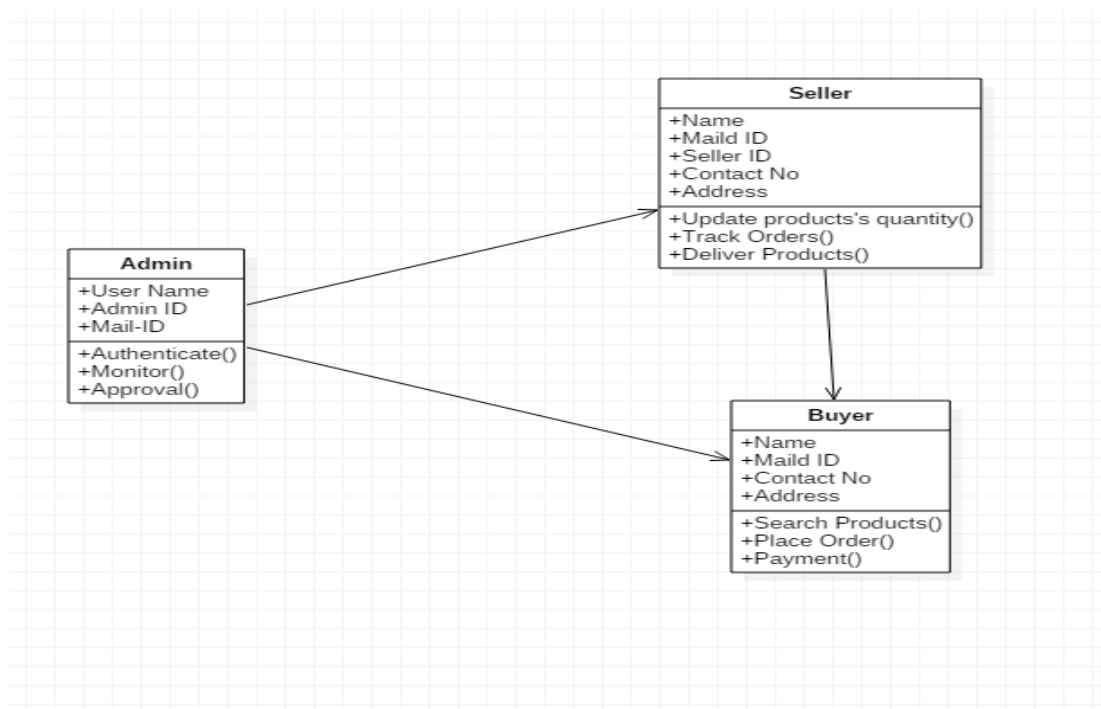 Seller
+Name
+Maild ID
+Seller ID
+Contact No
+Address
+Update products's quantity()
+Track Orders()
+Deliver Products()
Admin
+User Name
+Admin ID
+Mail-ID
+Authenticate()
+Monitor()
+Approval()
Buyer
+Name
+Maild ID
+Contact No
+Address
+Search Products()
+Place Order()
+Payment()